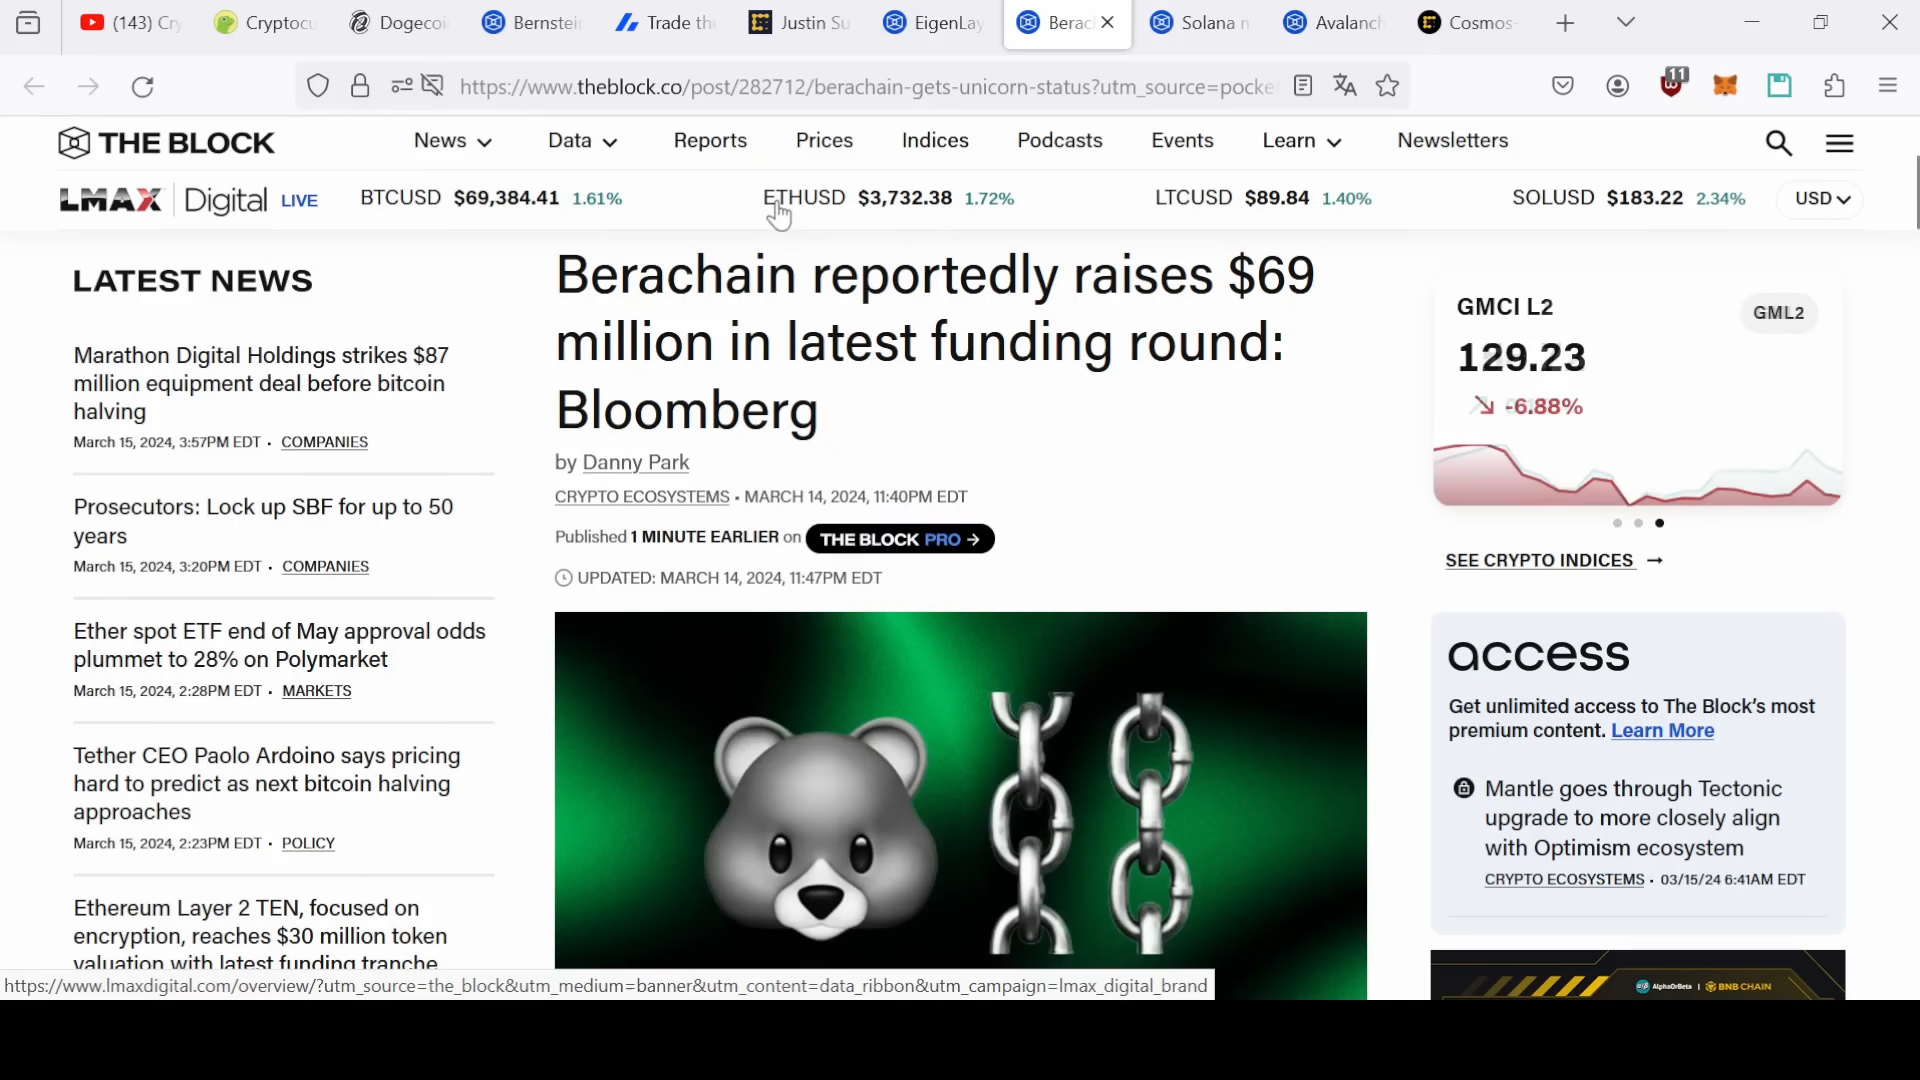 (143) Cry
Cryptocu
Dogecoi
Bernstein
Trade the
Justin Su
EigenLay
Berac
Solana n
Avalanch
Cosmos-
https://www.theblock.co/post/282712/berachain-gets-unicorn-status?utm_source=pocke
11
THE BLOCK
News
Data
Reports
Prices
Indices
Podcasts
Events
Learn
Newsletters
LMAX Digital LIVE
BTCUSD $69,384.41 1.61%
ETHUSD $3,732.38 1.72%
LTCUSD $89.84 1.40%
SOLUSD $183.22 2.34%
USD
LATEST NEWS
Marathon Digital Holdings strikes $87
million equipment deal before bitcoin
halving
March 15, 2024, 3:57PM EDT • COMPANIES
Prosecutors: Lock up SBF for up to 50
years
March 15, 2024, 3:20PM EDT • COMPANIES
Ether spot ETF end of May approval odds
plummet to 28% on Polymarket
March 15, 2024, 2:28PM EDT • MARKETS
Tether CEO Paolo Ardoino says pricing
hard to predict as next bitcoin halving
approaches
March 15, 2024, 2:23PM EDT • POLICY
Ethereum Layer 2 TEN, focused on
encryption, reaches $30 million token
valuation with latest funding tranche
Berachain reportedly raises $69
million in latest funding round:
Bloomberg
by Danny Park
CRYPTO ECOSYSTEMS • MARCH 14, 2024, 11:40PM EDT
Published 1 MINUTE EARLIER on THE BLOCK PRO →
UPDATED: MARCH 14, 2024, 11:47PM EDT
GMCI L2
GML2
129.23
-6.88%
SEE CRYPTO INDICES →
access
Get unlimited access to The Block's most
premium content. Learn More
Mantle goes through Tectonic
upgrade to more closely align
with Optimism ecosystem
CRYPTO ECOSYSTEMS • 03/15/24 6:41AM EDT
AlphaOrBeta | BNB CHAIN
https://www.lmaxdigital.com/overview/?utm_source=the_block&utm_medium=banner&utm_content=data_ribbon&utm_campaign=lmax_digital_brand